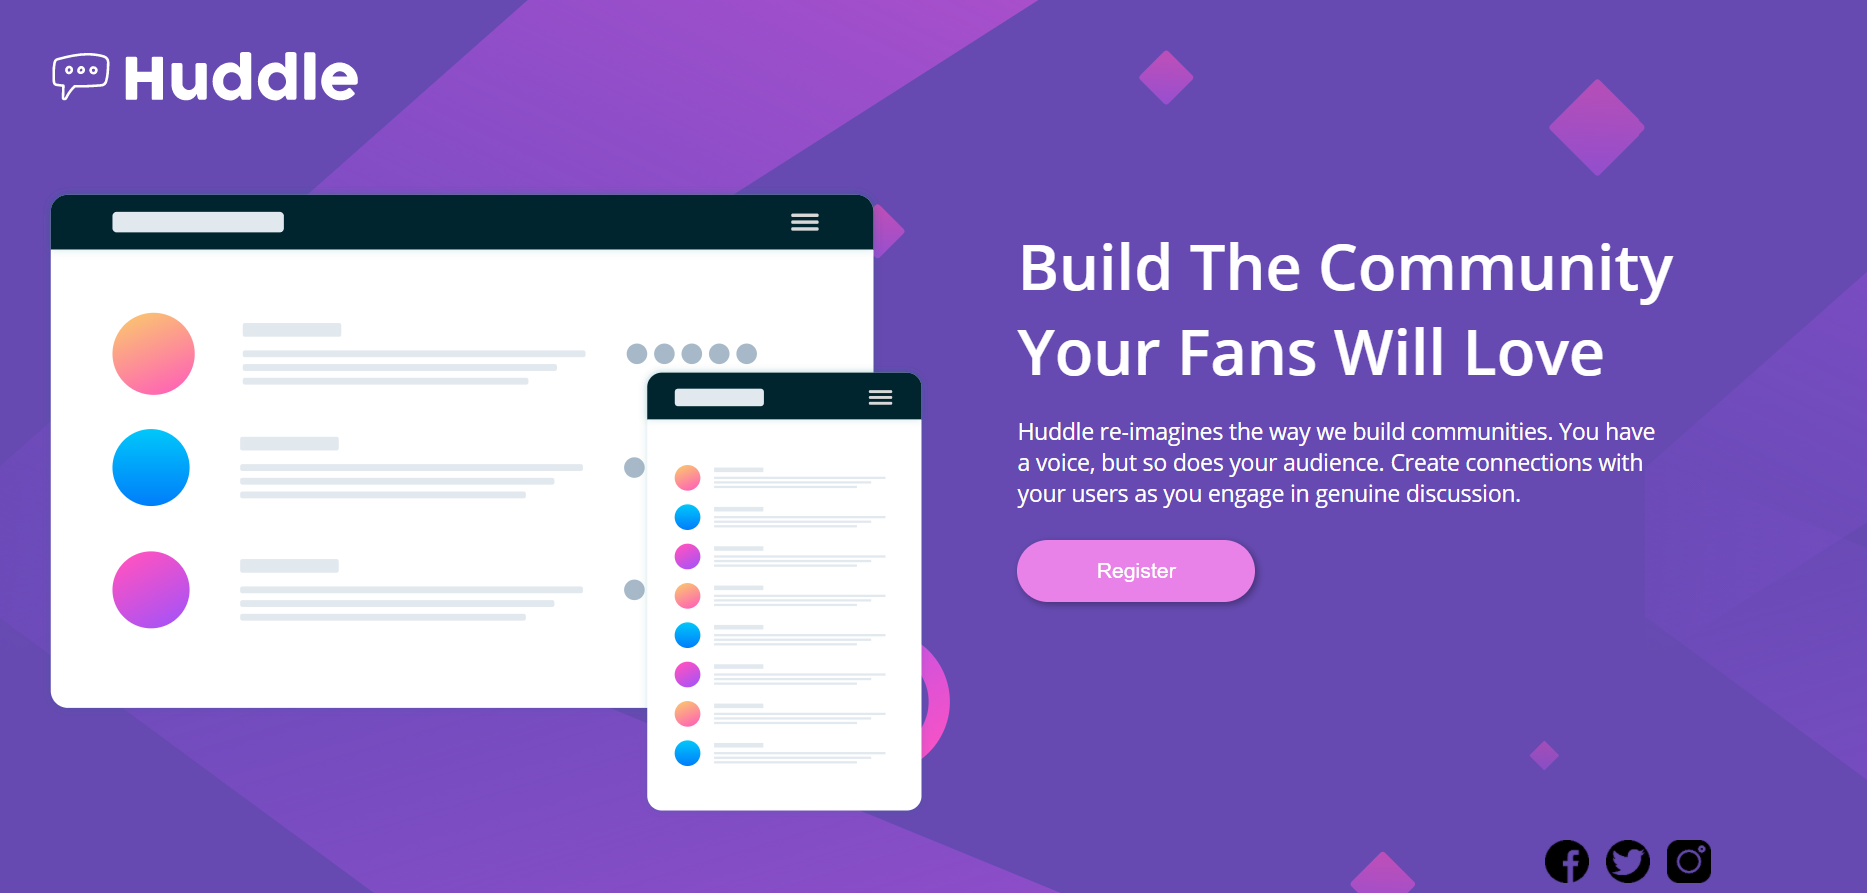 Huddle
Build The Community
Your Fans Will Love
Huddle re-imagines the way we build communities. You have
a voice, but so does your audience. Create connections with
your users as you engage in genuine discussion.
Register